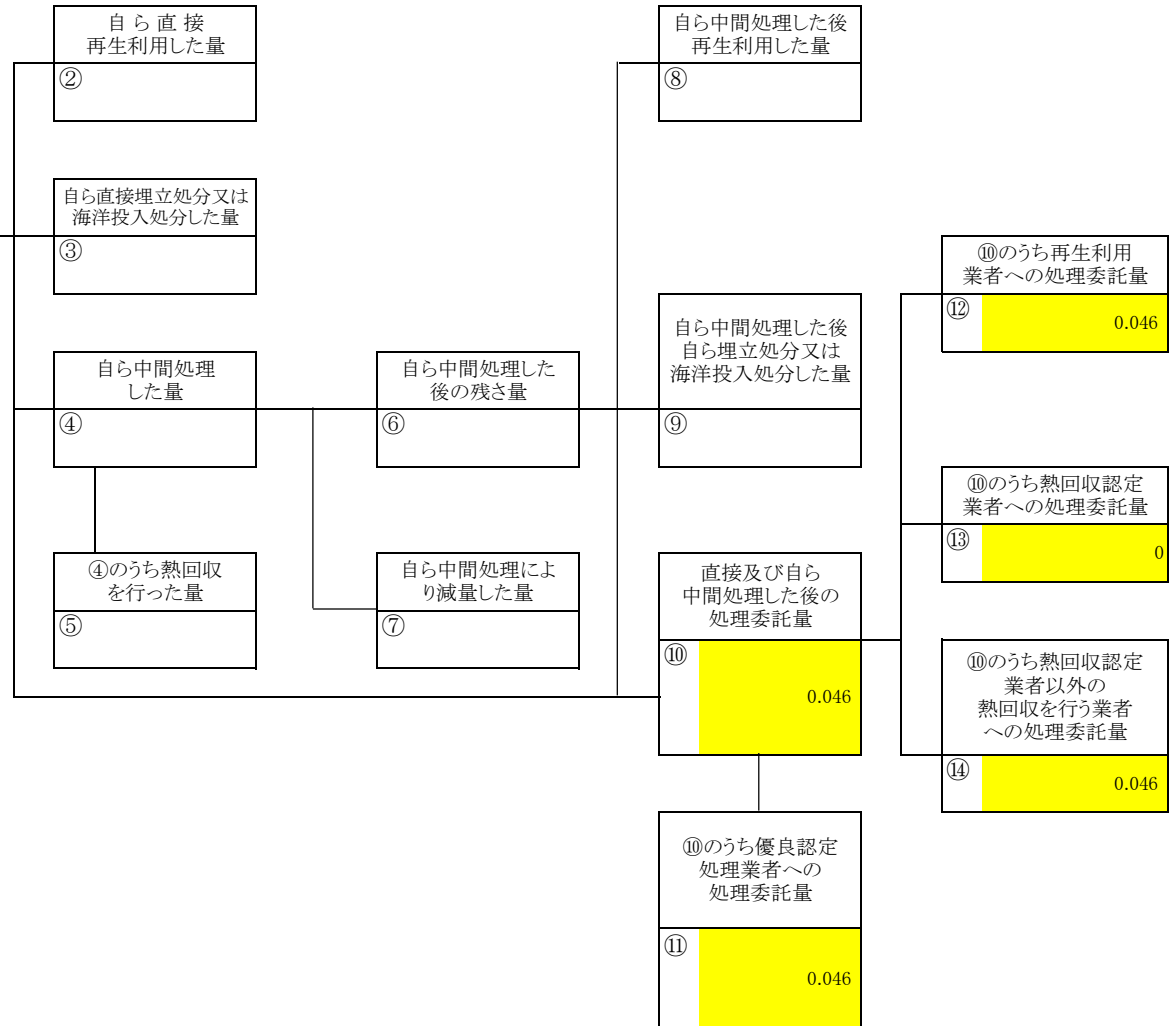 自ら直接
再生利用した量
②
自ら直接埋立処分又は
海洋投入処分した量
③
自ら中間処理
した量
④
④のうち熱回収
を行った量
⑤
自ら中間処理した
後の残さ量
⑥
自ら中間処理によ
り減量した量
⑦
自ら中間処理した後
再生利用した量
⑧
自ら中間処理した後
自ら埋立処分又は
海洋投入処分した量
⑨
直接及び自ら
中間処理した後の
処理委託量
⑩
0.046
⑩のうち優良認定
処理業者への
処理委託量
⑪
0.046
⑩のうち再生利用
業者への処理委託量
⑫
0.046
⑩のうち熱回収認定
業者への処理委託量
⑬
0
⑩のうち熱回収認定
業者以外の
熱回収を行う業者
への処理委託量
⑭
0.046